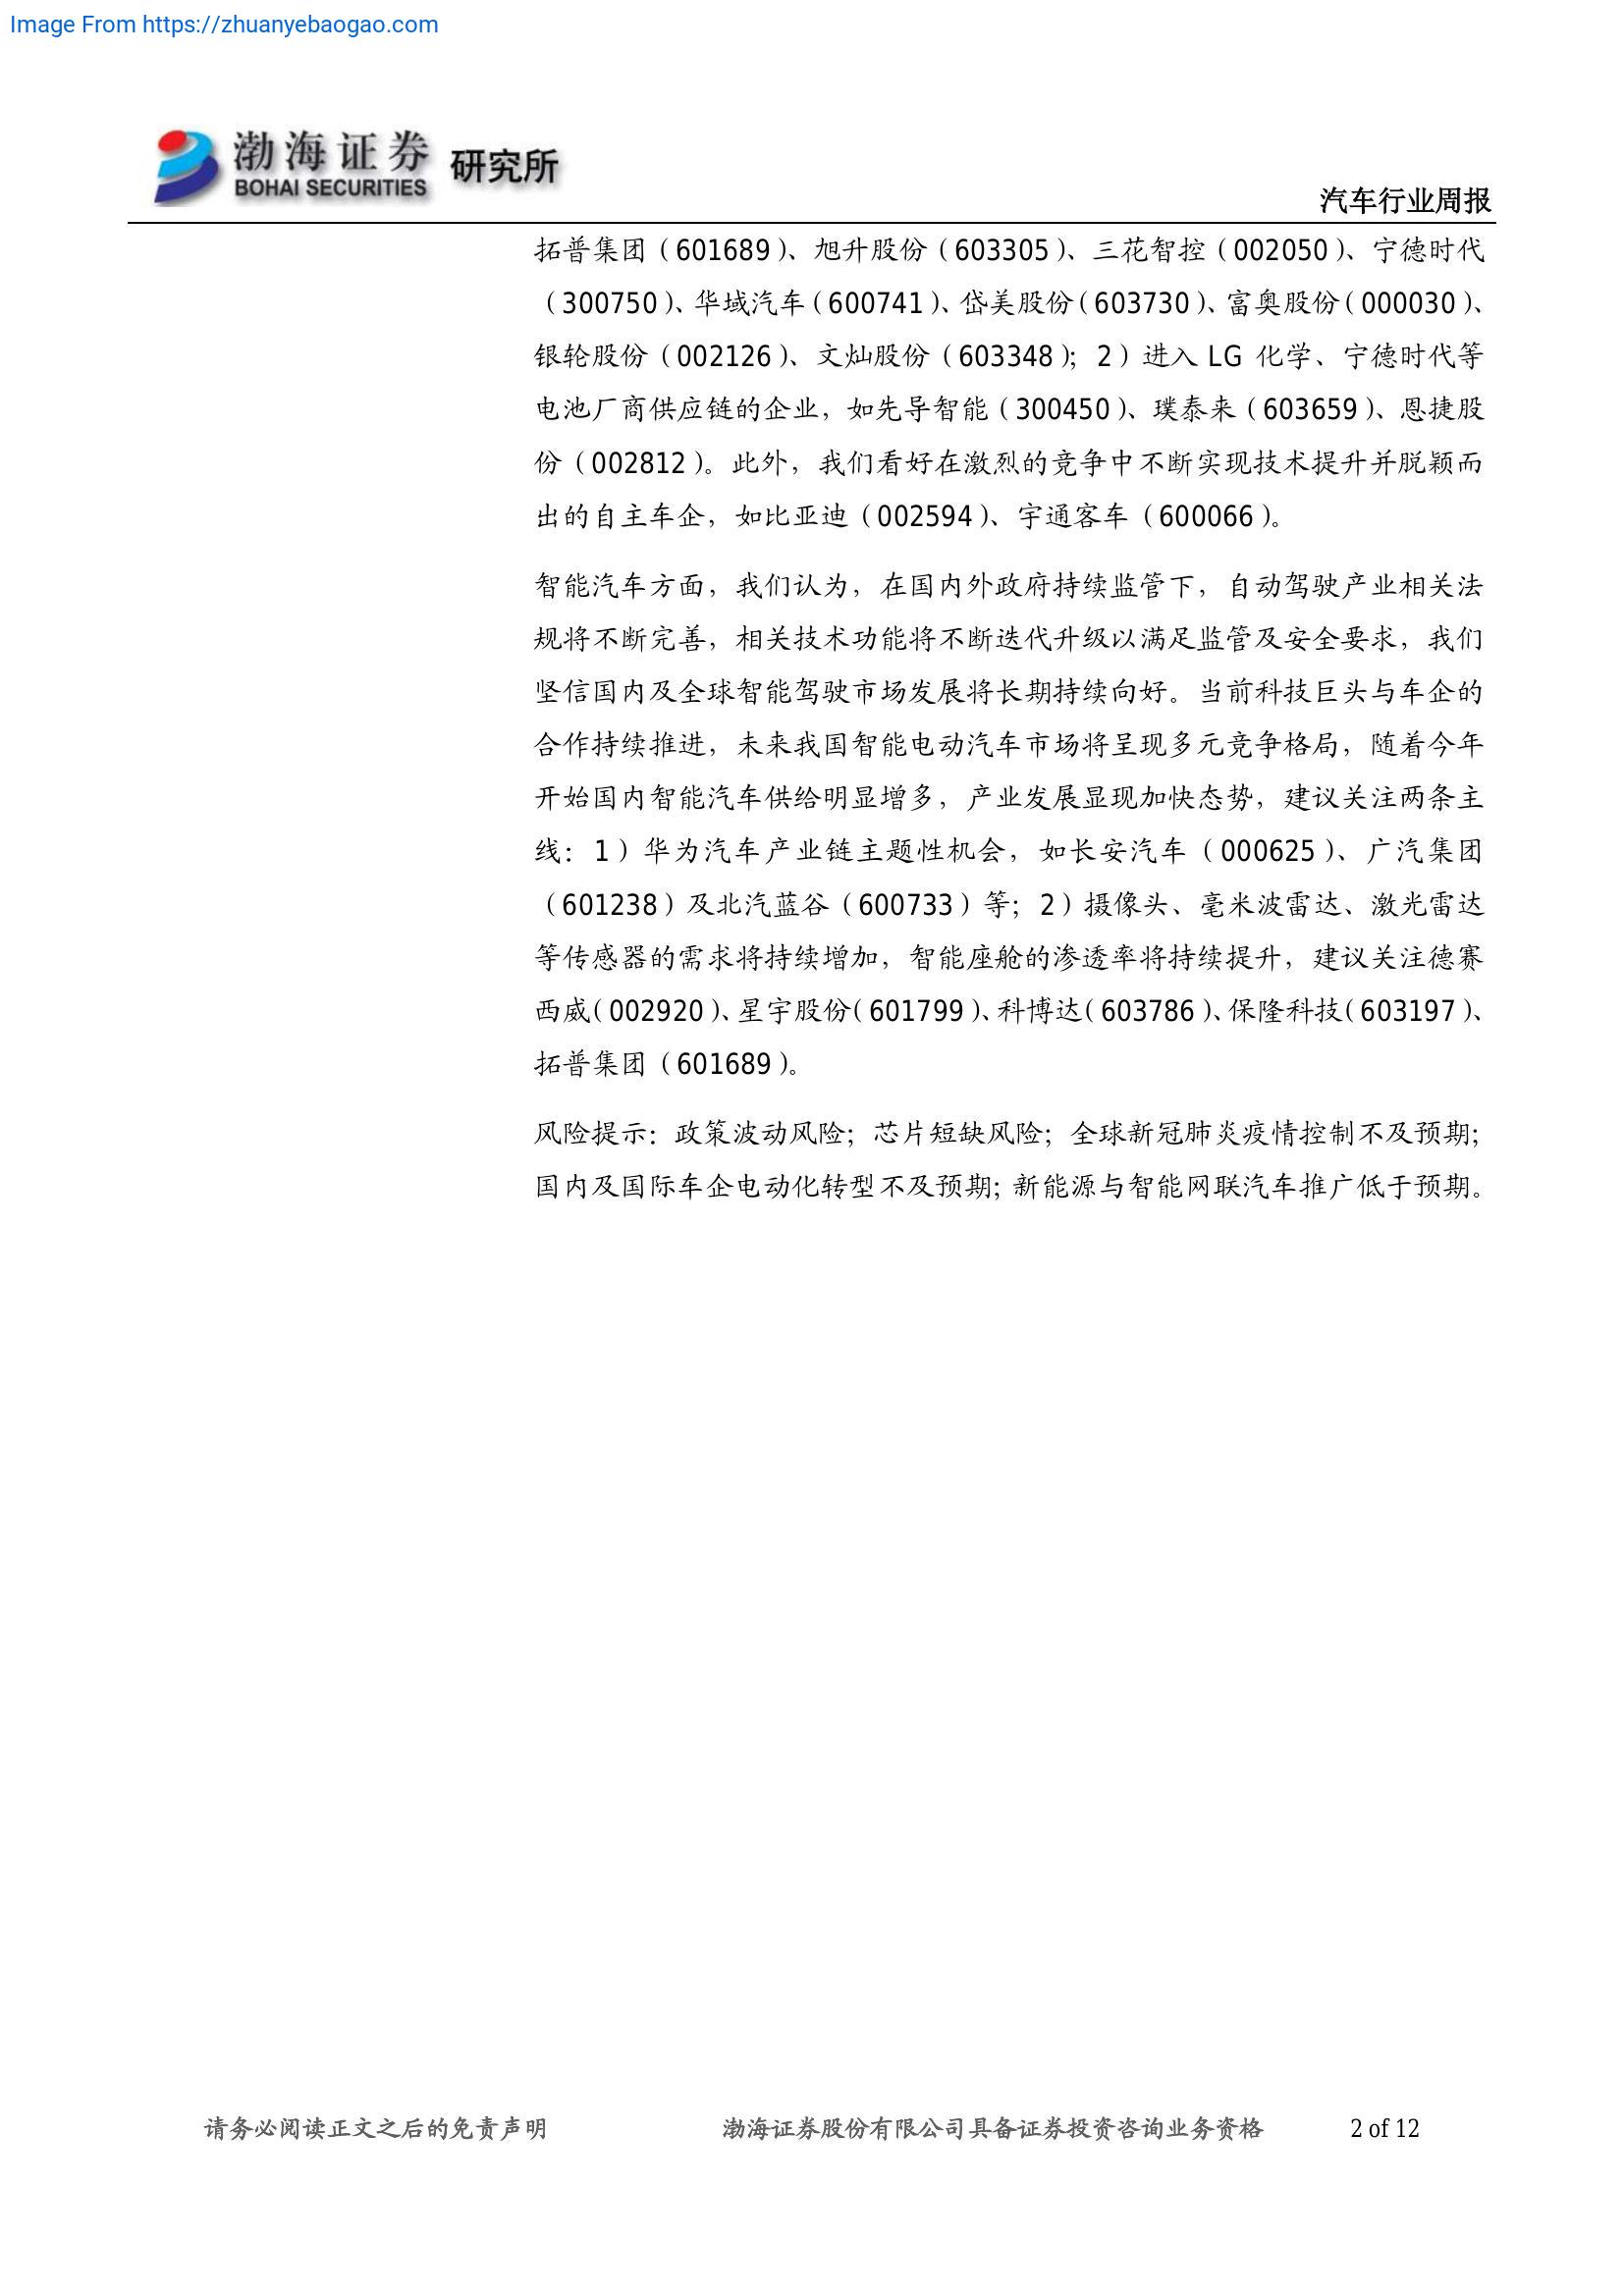 Image From https://zhuanyebaogao.com
渤海证券 研究所
BOHAI SECURITIES
汽车行业周报
拓普集团（601689）、旭升股份（603305）、三花智控（002050）、宁德时代
（300750）、华域汽车（600741）、岱美股份（603730）、富奥股份（000030）、
银轮股份（002126）、文灿股份（603348）；2）进入 LG 化学、宁德时代等
电池厂商供应链的企业，如先导智能（300450）、璞泰来（603659）、恩捷股
份（002812）。此外，我们看好在激烈的竞争中不断实现技术提升并脱颖而
出的自主车企，如比亚迪（002594）、宇通客车（600066）。
智能汽车方面，我们认为，在国内外政府持续监管下，自动驾驶产业相关法
规将不断完善，相关技术功能将不断迭代升级以满足监管及安全要求，我们
坚信国内及全球智能驾驶市场发展将长期持续向好。当前科技巨头与车企的
合作持续推进，未来我国智能电动汽车市场将呈现多元竞争格局，随着今年
开始国内智能汽车供给明显增多，产业发展显现加快态势，建议关注两条主
线：1）华为汽车产业链主题性机会，如长安汽车（000625）、广汽集团
（601238）及北汽蓝谷（600733）等；2）摄像头、毫米波雷达、激光雷达
等传感器的需求将持续增加，智能座舱的渗透率将持续提升，建议关注德赛
西威（002920）、星宇股份（601799）、科博达（603786）、保隆科技（603197）、
拓普集团（601689）。
风险提示：政策波动风险；芯片短缺风险；全球新冠肺炎疫情控制不及预期；
国内及国际车企电动化转型不及预期；新能源与智能网联汽车推广低于预期。
请务必阅读正文之后的免责声明 渤海证券股份有限公司具备证券投资咨询业务资格 2 of 12